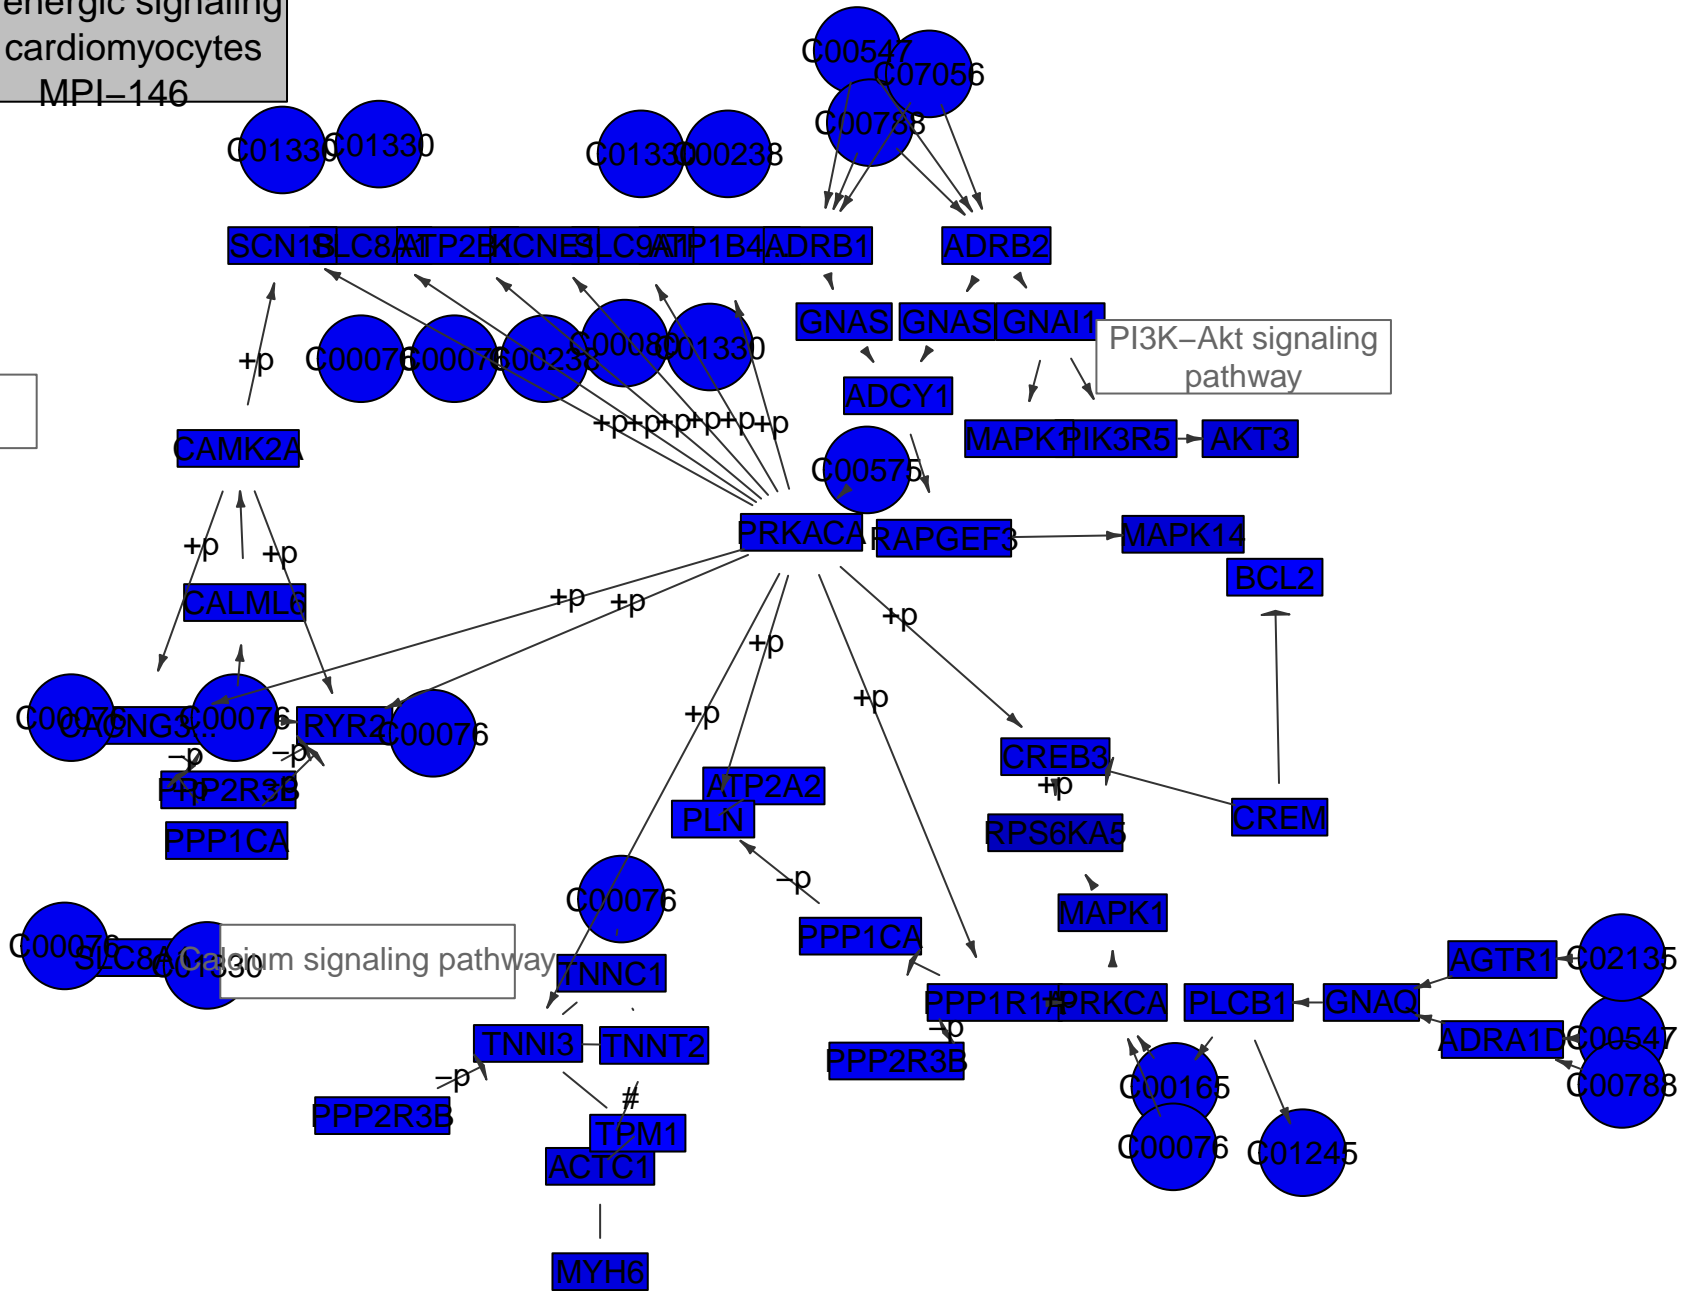 energic signaling
cardiomyocytes
MPI−146
C00547
C07056
C00788
C01330
C01330
C01330
C00238
SCN1B
SLC8A1
ATP2B1
KCNE1
SLC9A1
ATP1B4...
ADRB1
ADRB2
GNAS
GNAS
GNAI1
PI3K−Akt signaling
pathway
C00076
C00076
C00238
C00080
C01330
+p
ADCY1
+p
+p
+p
+p
+p
+p
MAPK1
PIK3R5
AKT3
CAMK2A
C00575
PRKACA
RAPGEF3
MAPK14
+p
+p
BCL2
CALML6
+p
+p
+p
+p
+p
+p
C00076
CACNG3...
C00076
RYR2
C00076
−p
−p
CREB3
+p
PPP2R3B
+p
ATP2A2
PLN
PPP1CA
RPS6KA5
CREM
−p
C00076
MAPK1
PPP1CA
C00076
SLC8A1
C01330
Calcium signaling pathway
TNNC1
AGTR1
C02135
PPP1R1A
PRKCA
PLCB1
GNAQ
−p
TNNI3
TNNT2
PPP2R3B
ADRA1D
C00547
−p
C00165
C00788
#
PPP2R3B
TPM1
C00076
C01245
ACTC1
MYH6